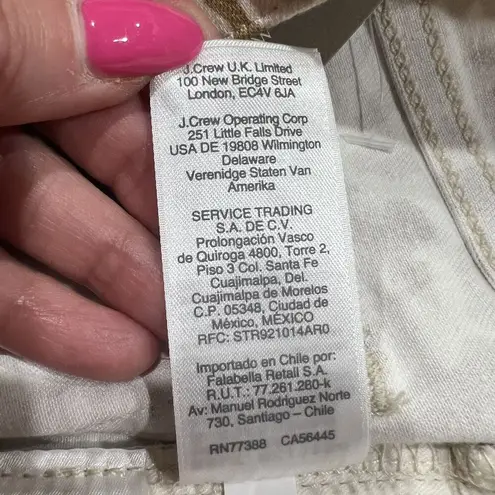 J.Crew U.K. Limited
100 New Bridge Street
London, EC4V 6JA
J.Crew Operating Corp
251 Little Falls Drive
USA DE 19808 Wilmington
Delaware
Verenidge Staten Van
Amerika
SERVICE TRADING
S.A. DE C.V.
Prolongación Vasco
de Quiroga 4800, Torre 2,
Piso 3 Col. Santa Fe
Cuajimalpa, Del.
Cuajimalpa de Morelos
C.P. 05348, Ciudad de
México, MÉXICO
RFC: STR921014AR0
Importado en Chile por:
Falabella Retail S.A.
R.U.T.: 77.261.280-k
Av: Manuel Rodriguez Norte
730, Santiago – Chile
RN77388 CA56445